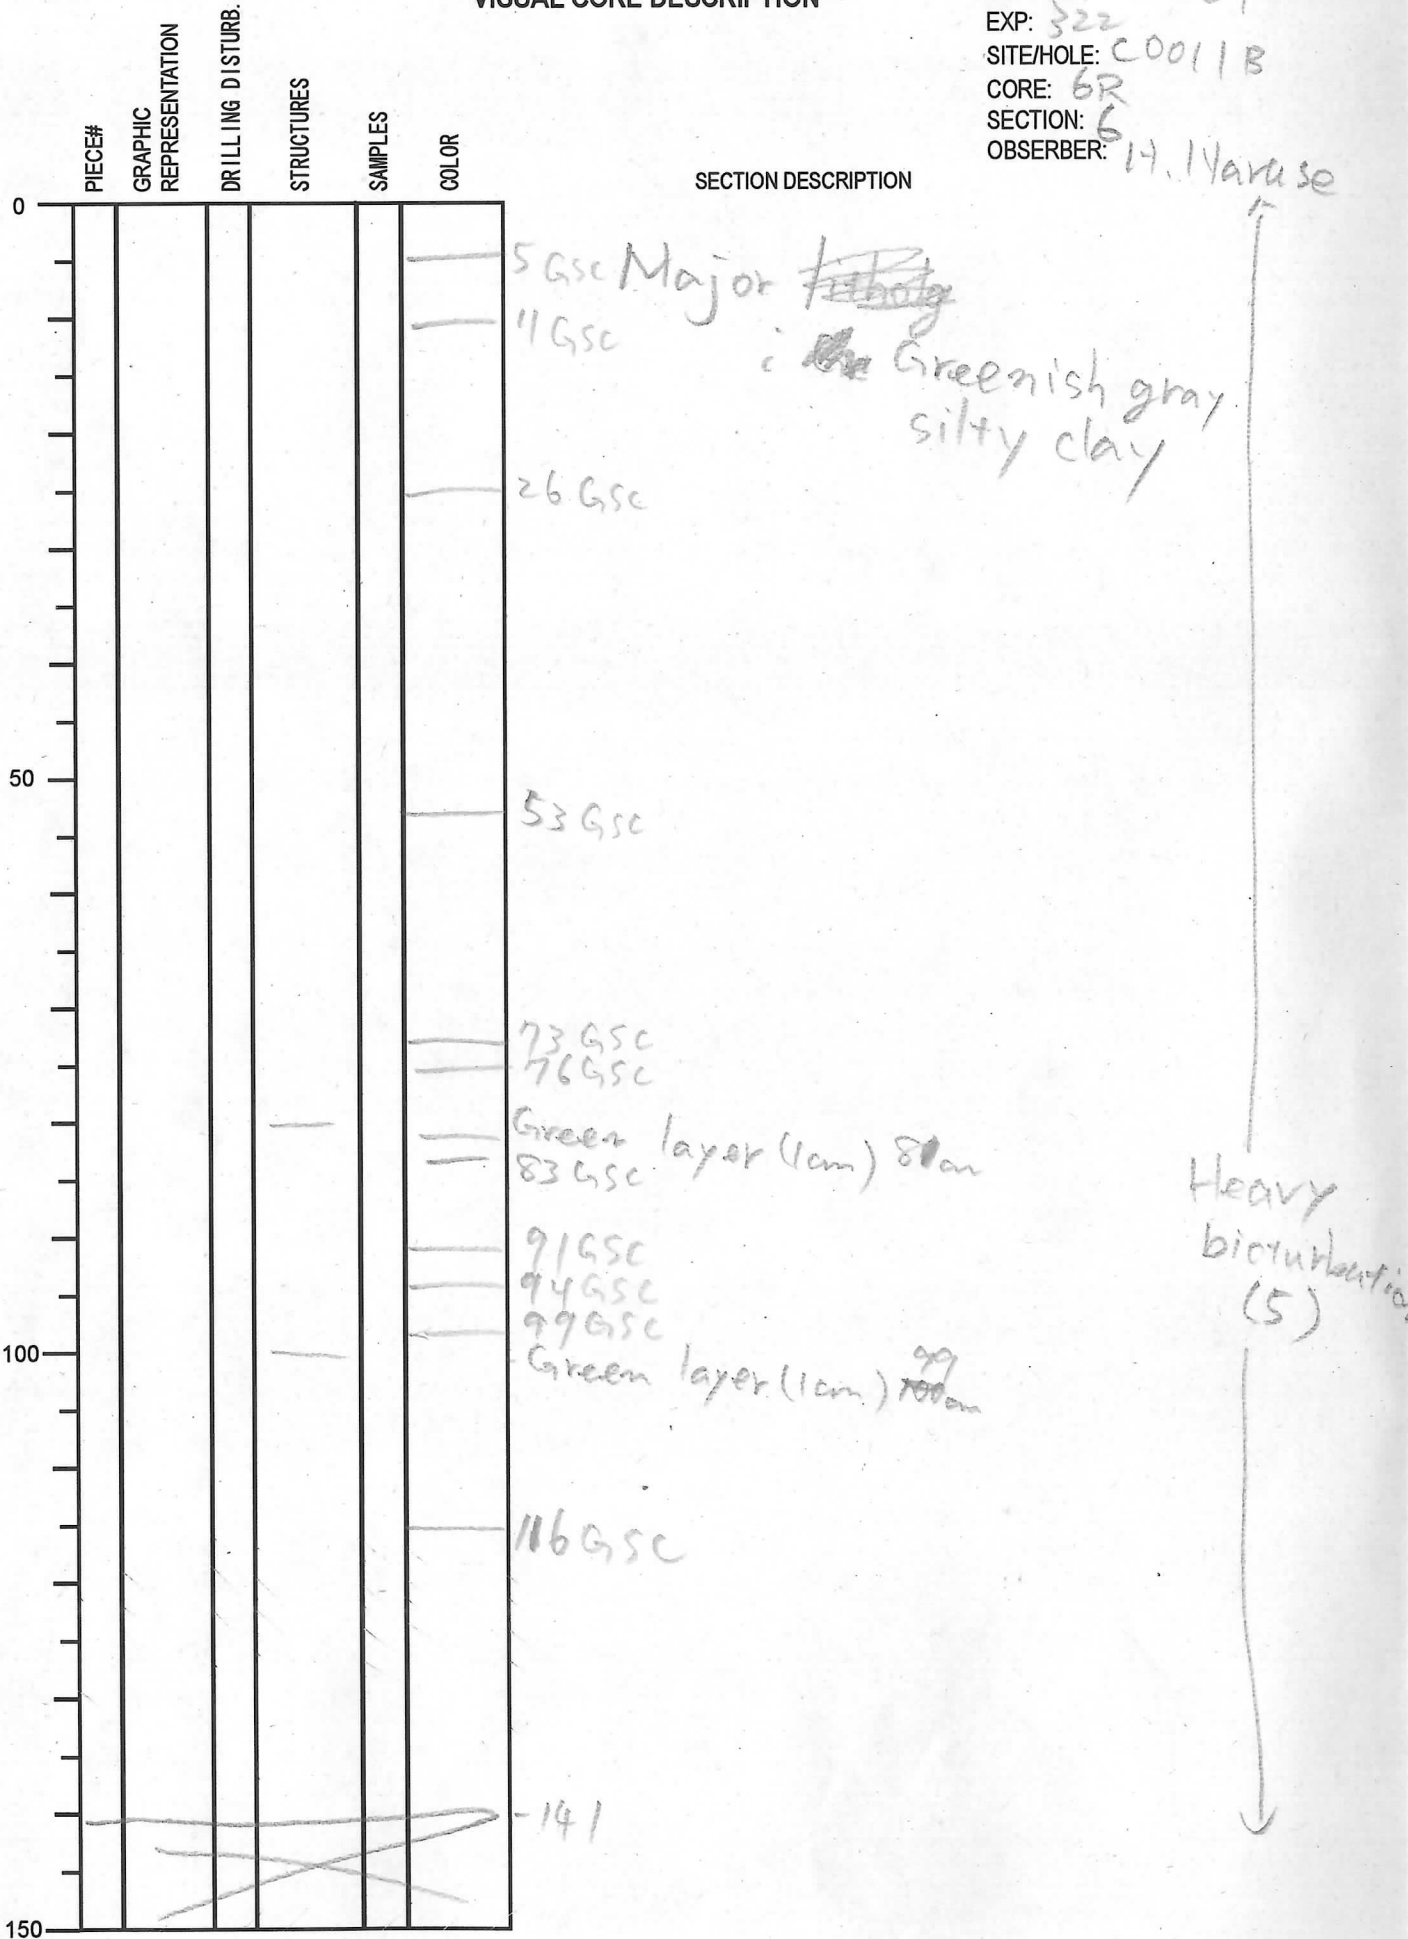 VISUAL CORE DESCRIPTION
EXP: 322
SITE/HOLE: C0011B
CORE: 6R
SECTION: 6
OBSERBER: H. Naruse
PIECE#
GRAPHIC REPRESENTATION
DRILLING DISTURB.
STRUCTURES
SAMPLES
COLOR
SECTION DESCRIPTION
0
5 Gsc Major
11 GSC
: Greenish gray
silty clay
26 GSC
50
53 GSC
73 GSC
76 GSC
Green layer (1cm) 81cm
83 GSC
Heavy
bioturbation
(5)
91 GSC
94 GSC
99 GSC
100
Green layer (1cm) 99
116 GSC
-141
150